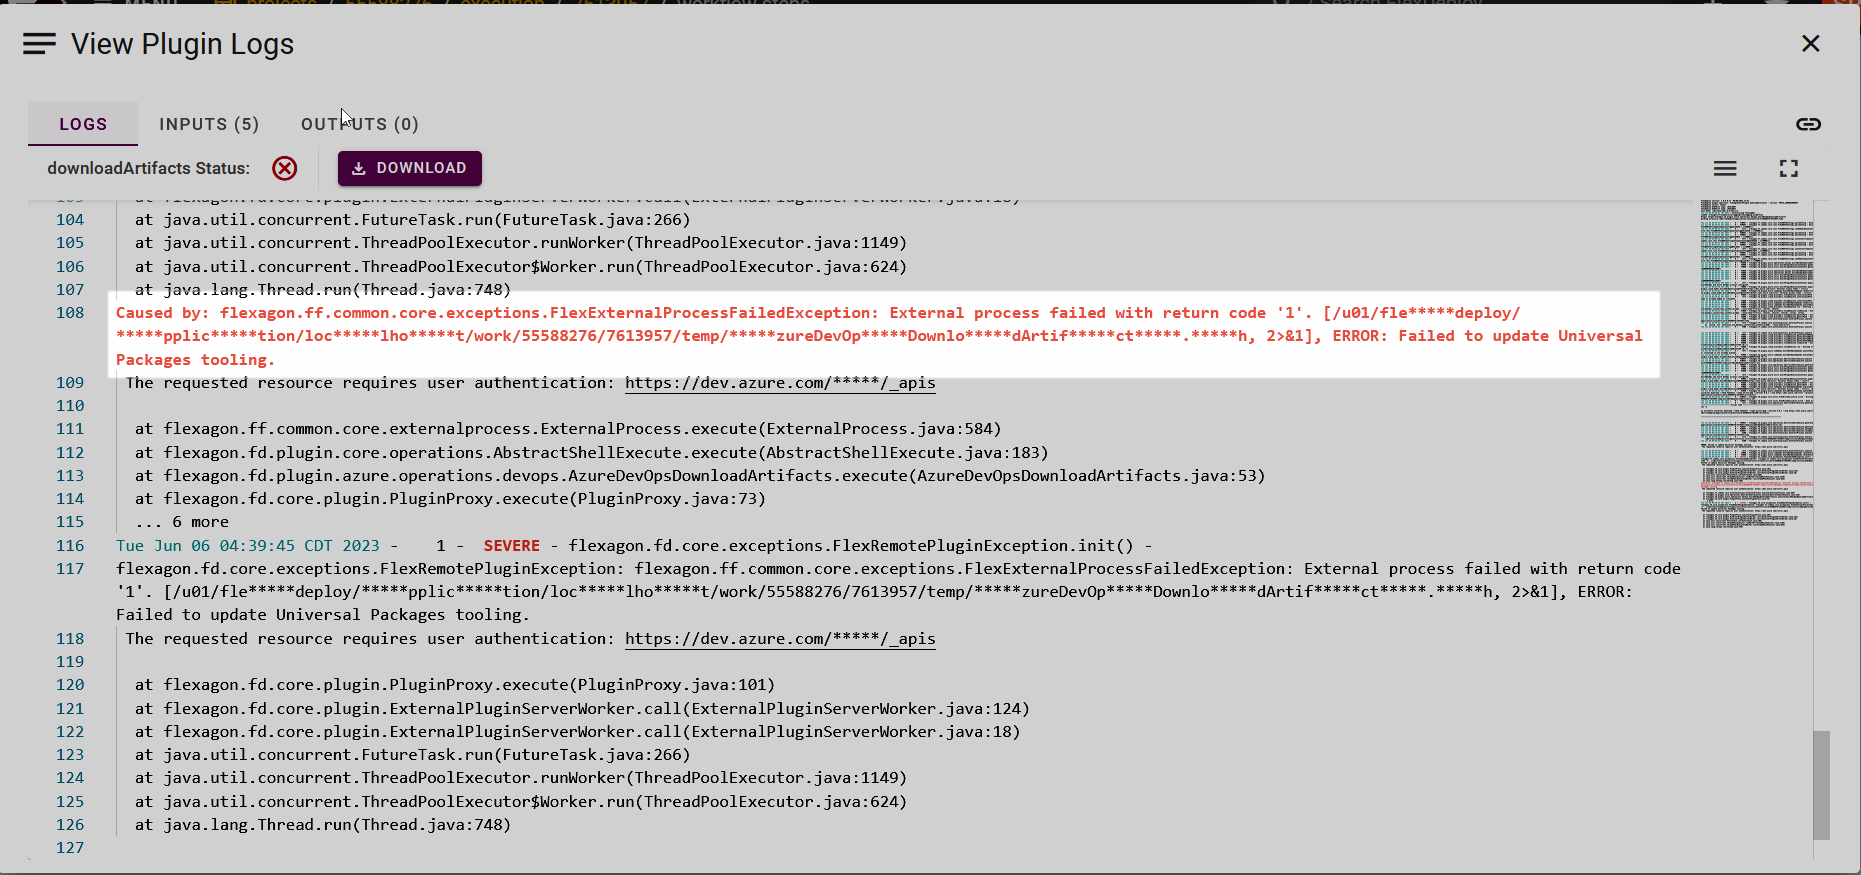 View Plugin Logs
LOGS
INPUTS (5)
OUTPUTS (0)
downloadArtifacts Status:
DOWNLOAD
104 at java.util.concurrent.FutureTask.run(FutureTask.java:266)
105 at java.util.concurrent.ThreadPoolExecutor.runWorker(ThreadPoolExecutor.java:1149)
106 at java.util.concurrent.ThreadPoolExecutor$Worker.run(ThreadPoolExecutor.java:624)
107 at java.lang.Thread.run(Thread.java:748)
108 Caused by: flexagon.ff.common.core.exceptions.FlexExternalProcessFailedException: External process failed with return code '1'. [/u01/fle*****deploy/
*****pplic*****tion/loc*****lho*****t/work/55588276/7613957/temp/*****zureDevOp*****Downlo*****dArtif*****ct*****.*****h, 2>&1], ERROR: Failed to update Universal
Packages tooling.
109 The requested resource requires user authentication: https://dev.azure.com/*****/_apis
110
111 at flexagon.ff.common.core.externalprocess.ExternalProcess.execute(ExternalProcess.java:584)
112 at flexagon.fd.plugin.core.operations.AbstractShellExecute.execute(AbstractShellExecute.java:183)
113 at flexagon.fd.plugin.azure.operations.devops.AzureDevOpsDownloadArtifacts.execute(AzureDevOpsDownloadArtifacts.java:53)
114 at flexagon.fd.core.plugin.PluginProxy.execute(PluginProxy.java:73)
115 ... 6 more
116 Tue Jun 06 04:39:45 CDT 2023 - 1 - SEVERE - flexagon.fd.core.exceptions.FlexRemotePluginException.init() -
117 flexagon.fd.core.exceptions.FlexRemotePluginException: flexagon.ff.common.core.exceptions.FlexExternalProcessFailedException: External process failed with return code
'1'. [/u01/fle*****deploy/*****pplic*****tion/loc*****lho*****t/work/55588276/7613957/temp/*****zureDevOp*****Downlo*****dArtif*****ct*****.*****h, 2>&1], ERROR:
Failed to update Universal Packages tooling.
118 The requested resource requires user authentication: https://dev.azure.com/*****/_apis
119
120 at flexagon.fd.core.plugin.PluginProxy.execute(PluginProxy.java:101)
121 at flexagon.fd.core.plugin.ExternalPluginServerWorker.call(ExternalPluginServerWorker.java:124)
122 at flexagon.fd.core.plugin.ExternalPluginServerWorker.call(ExternalPluginServerWorker.java:18)
123 at java.util.concurrent.FutureTask.run(FutureTask.java:266)
124 at java.util.concurrent.ThreadPoolExecutor.runWorker(ThreadPoolExecutor.java:1149)
125 at java.util.concurrent.ThreadPoolExecutor$Worker.run(ThreadPoolExecutor.java:624)
126 at java.lang.Thread.run(Thread.java:748)
127